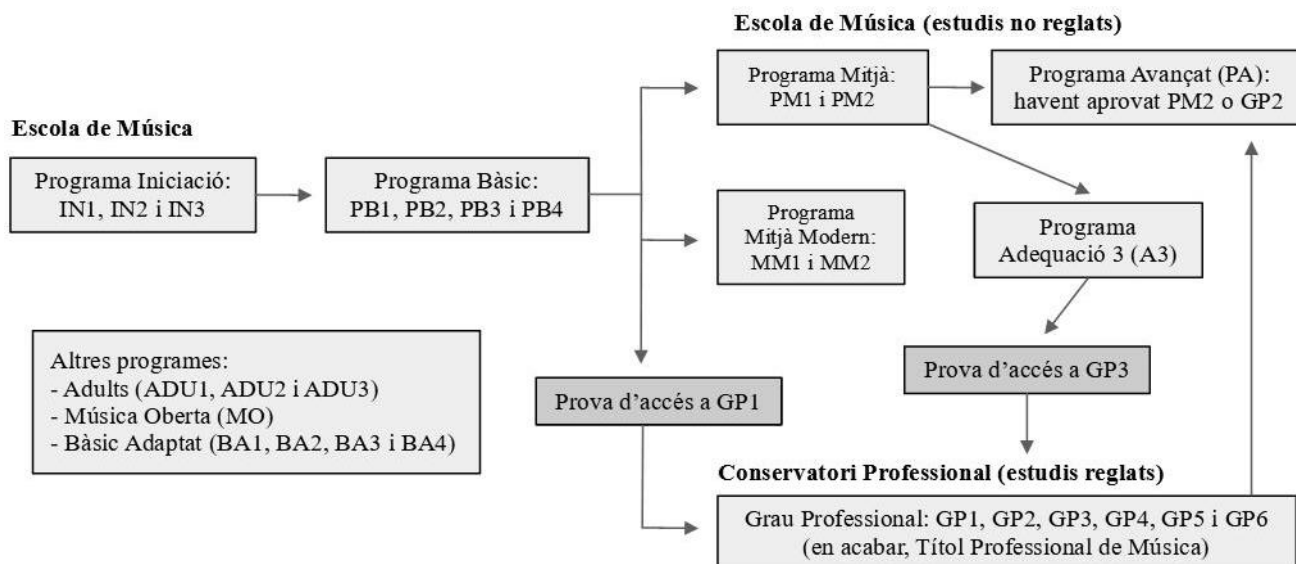 Escola de Música (estudis no reglats)
Programa Mitjà:
PM1 i PM2
Programa Avançat (PA):
havent aprovat PM2 o GP2
Escola de Música
Programa Iniciació:
IN1, IN2 i IN3
Programa Bàsic:
PB1, PB2, PB3 i PB4
Programa
Mitjà Modern:
MM1 i MM2
Programa
Adequació 3 (A3)
Altres programes:
- Adults (ADU1, ADU2 i ADU3)
- Música Oberta (MO)
- Bàsic Adaptat (BA1, BA2, BA3 i BA4)
Prova d’accés a GP1
Prova d’accés a GP3
Conservatori Professional (estudis reglats)
Grau Professional: GP1, GP2, GP3, GP4, GP5 i GP6
(en acabar, Títol Professional de Música)